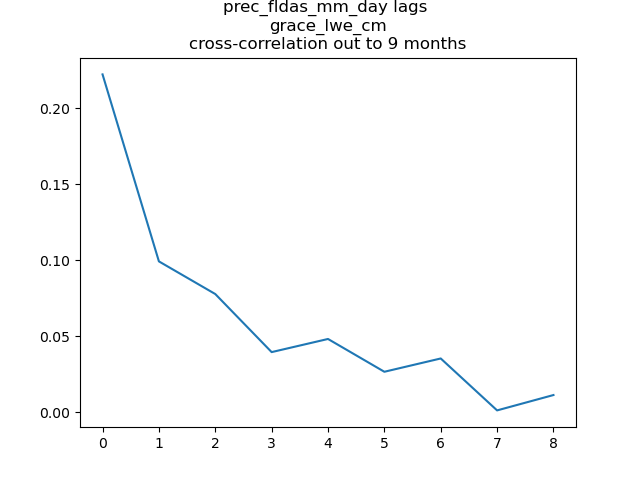 prec_fldas_mm_day lags
grace_lwe_cm
cross-correlation out to 9 months
0.20
0.15
0.10
0.05
0.00
0 1 2 3 4 5 6 7 8